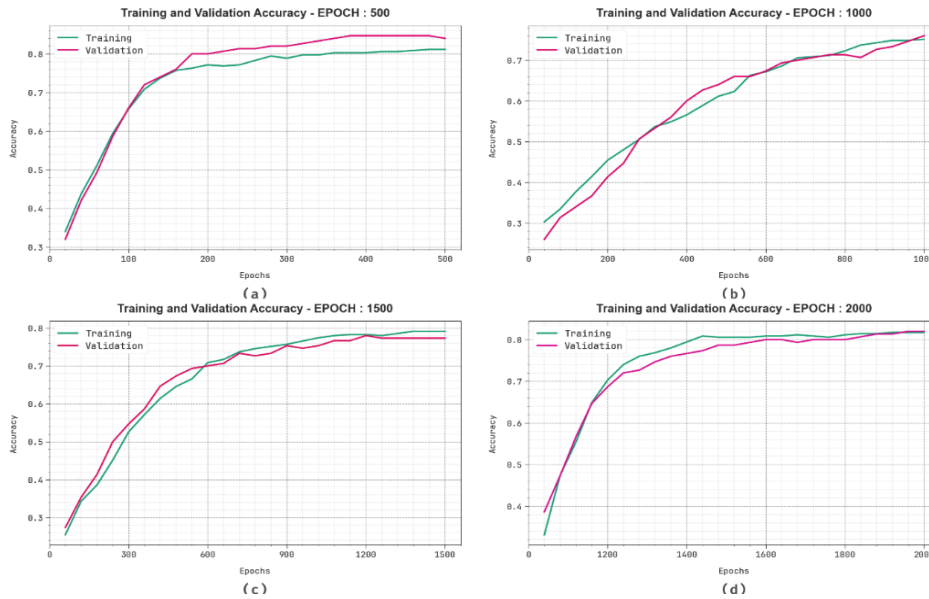 Training and Validation Accuracy - EPOCH : 500
Training
Validation
Accuracy
0.8
0.7
0.6
0.5
0.4
0.3
0 100 180 200 300 400 500
Epochs
(a)
Training and Validation Accuracy - EPOCH : 1000
Training
Validation
Accuracy
0.7
0.6
0.5
0.4
0.3
0 200 400 600 800 100
Epochs
(b)
Training and Validation Accuracy - EPOCH : 1500
Training
Validation
Accuracy
0.8
0.7
0.6
0.5
0.4
0.3
0 300 600 900 1200 1500
Epochs
(c)
Training and Validation Accuracy - EPOCH : 2000
Training
Validation
Accuracy
0.8
0.7
0.6
0.5
0.4
0 1200 1400 1600 1800 200
Epochs
(d)